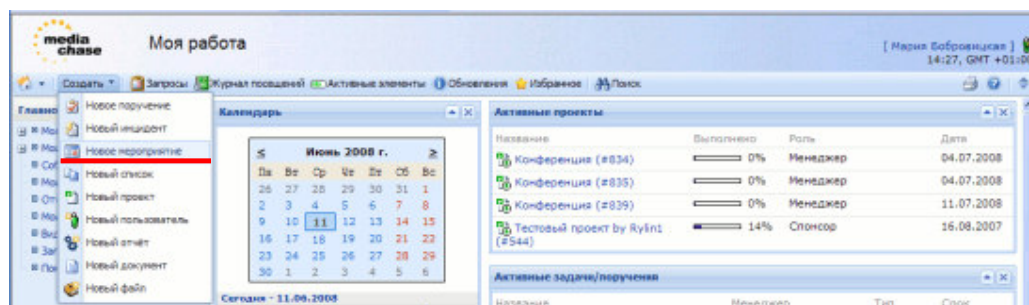 media
chase
Моя работа
[ Мария Бобровицкая ]
14:27, GMT +01:00
Создать
Запросы Журнал посещений Активные элементы Обновления Избранное Поиск
Новое поручение
Новый инцидент
Новое мероприятие
Новый список
Новый проект
Новый пользователь
Новый отчёт
Новый документ
Новый файл
Календарь
≤ Июнь 2008 г. ≥
Пн Вт Ср Чт Пт Сб Вс
26 27 28 29 30 31 1
2 3 4 5 6 7 8
9 10 11 12 13 14 15
16 17 18 19 20 21 22
23 24 25 26 27 28 29
30 1 2 3 4 5 6
Сегодня - 11.06.2008
Активные проекты
Название Выполнено Роль Дата
Конференция (#834) 0% Менеджер 04.07.2008
Конференция (#835) 0% Менеджер 04.07.2008
Конференция (#839) 0% Менеджер 11.07.2008
Тестовый проект by Rylint 14% Спонсор 16.08.2007
(#544)
Активные задачи/поручения
Название Менеджер Тип Срок